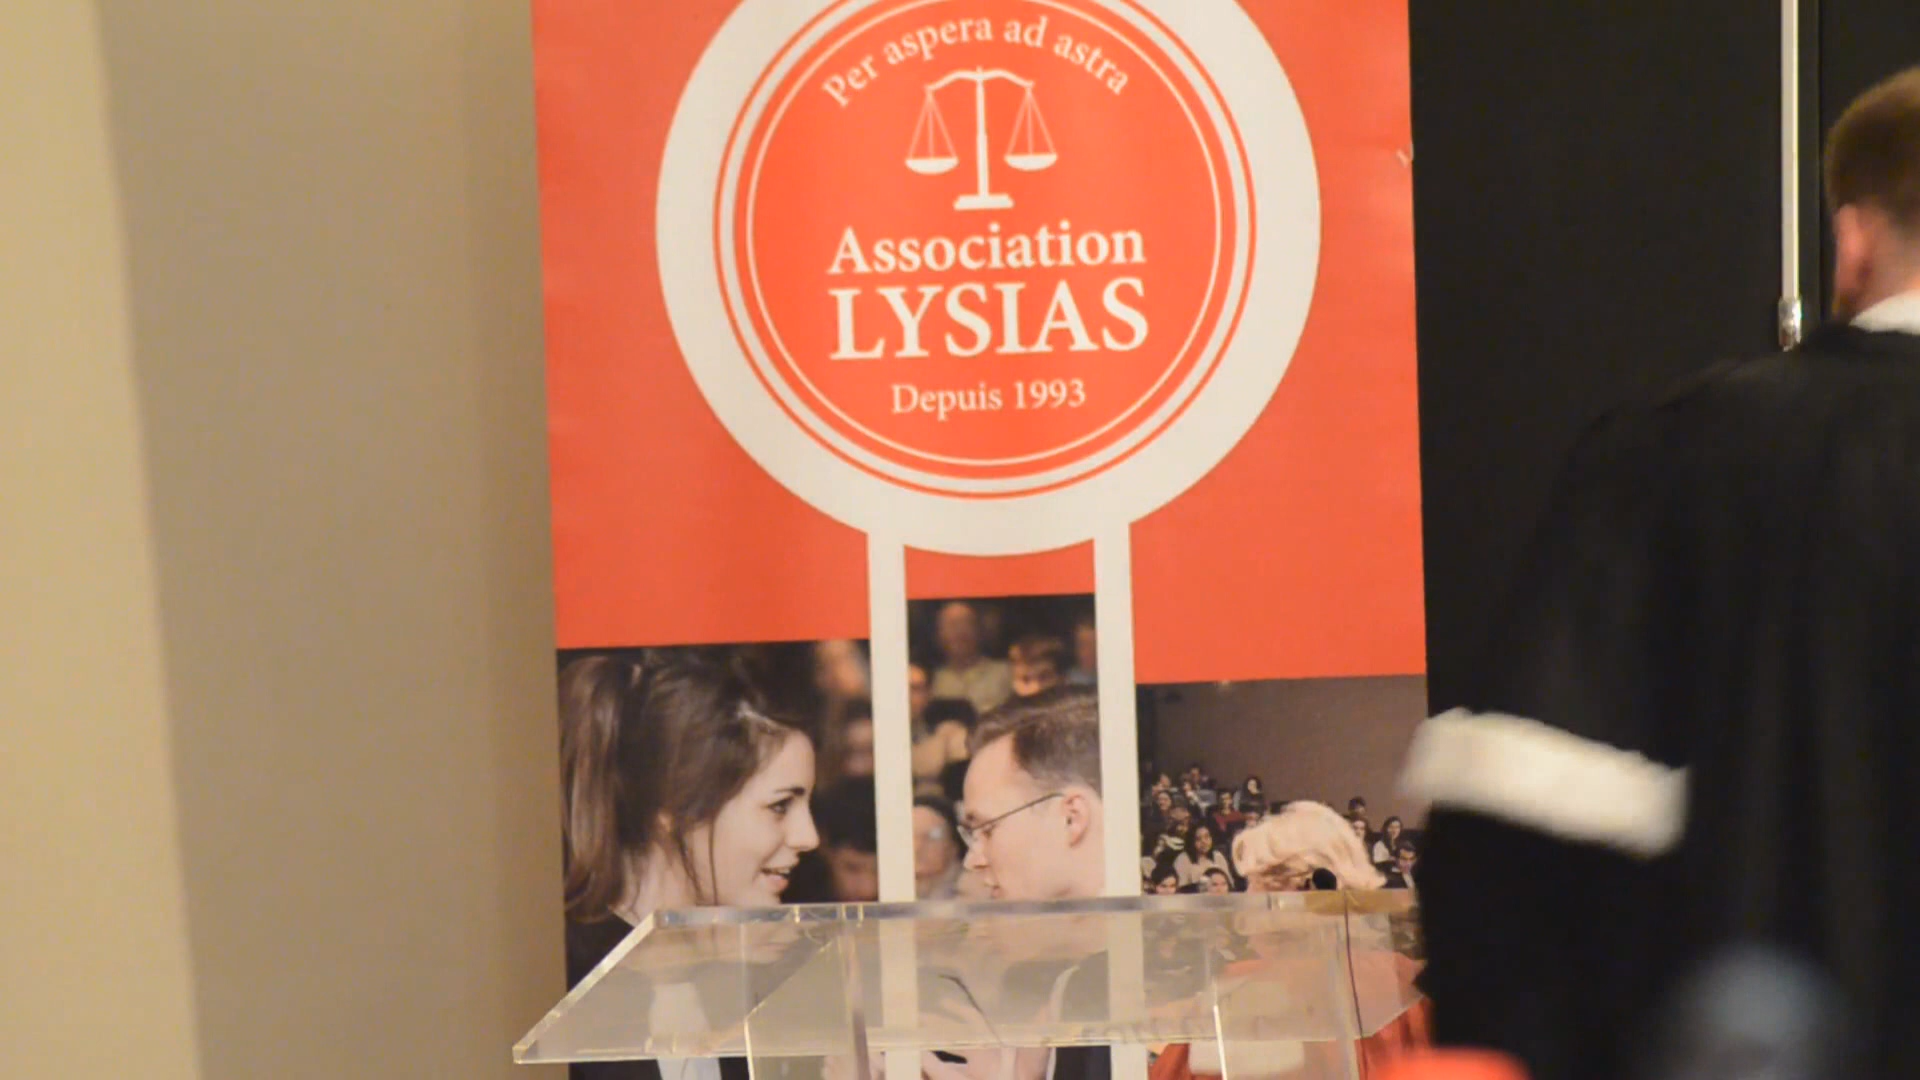 Per aspera ad astra
Association
LYSIAS
Depuis 1993